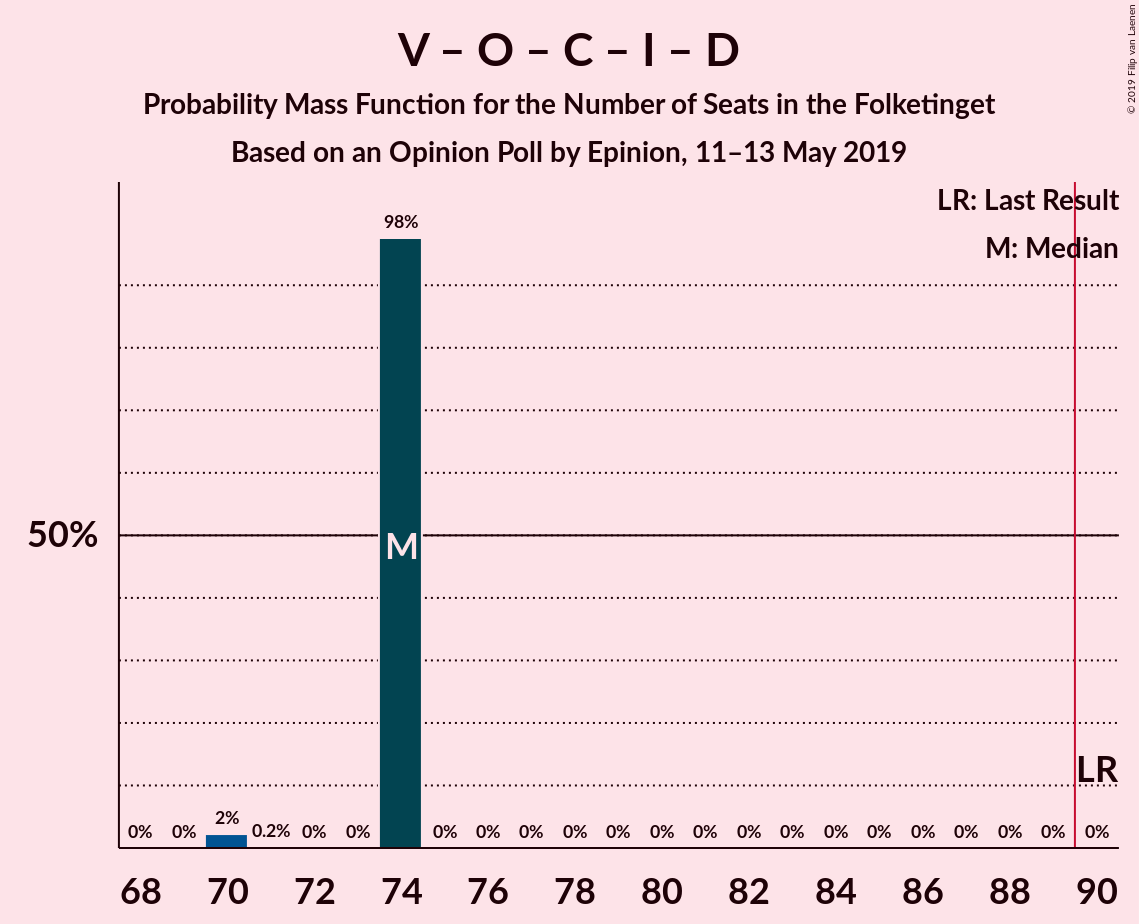 V – O – C – I – D
Probability Mass Function for the Number of Seats in the Folketinget
Based on an Opinion Poll by Epinion, 11–13 May 2019
© 2019 Filip van Laenen
LR: Last Result
M: Median
98%
50%
M
LR
0% 0% 2% 0.2% 0% 0% 0% 0% 0% 0% 0% 0% 0% 0% 0% 0% 0% 0% 0% 0% 0% 0%
68 70 72 74 76 78 80 82 84 86 88 90